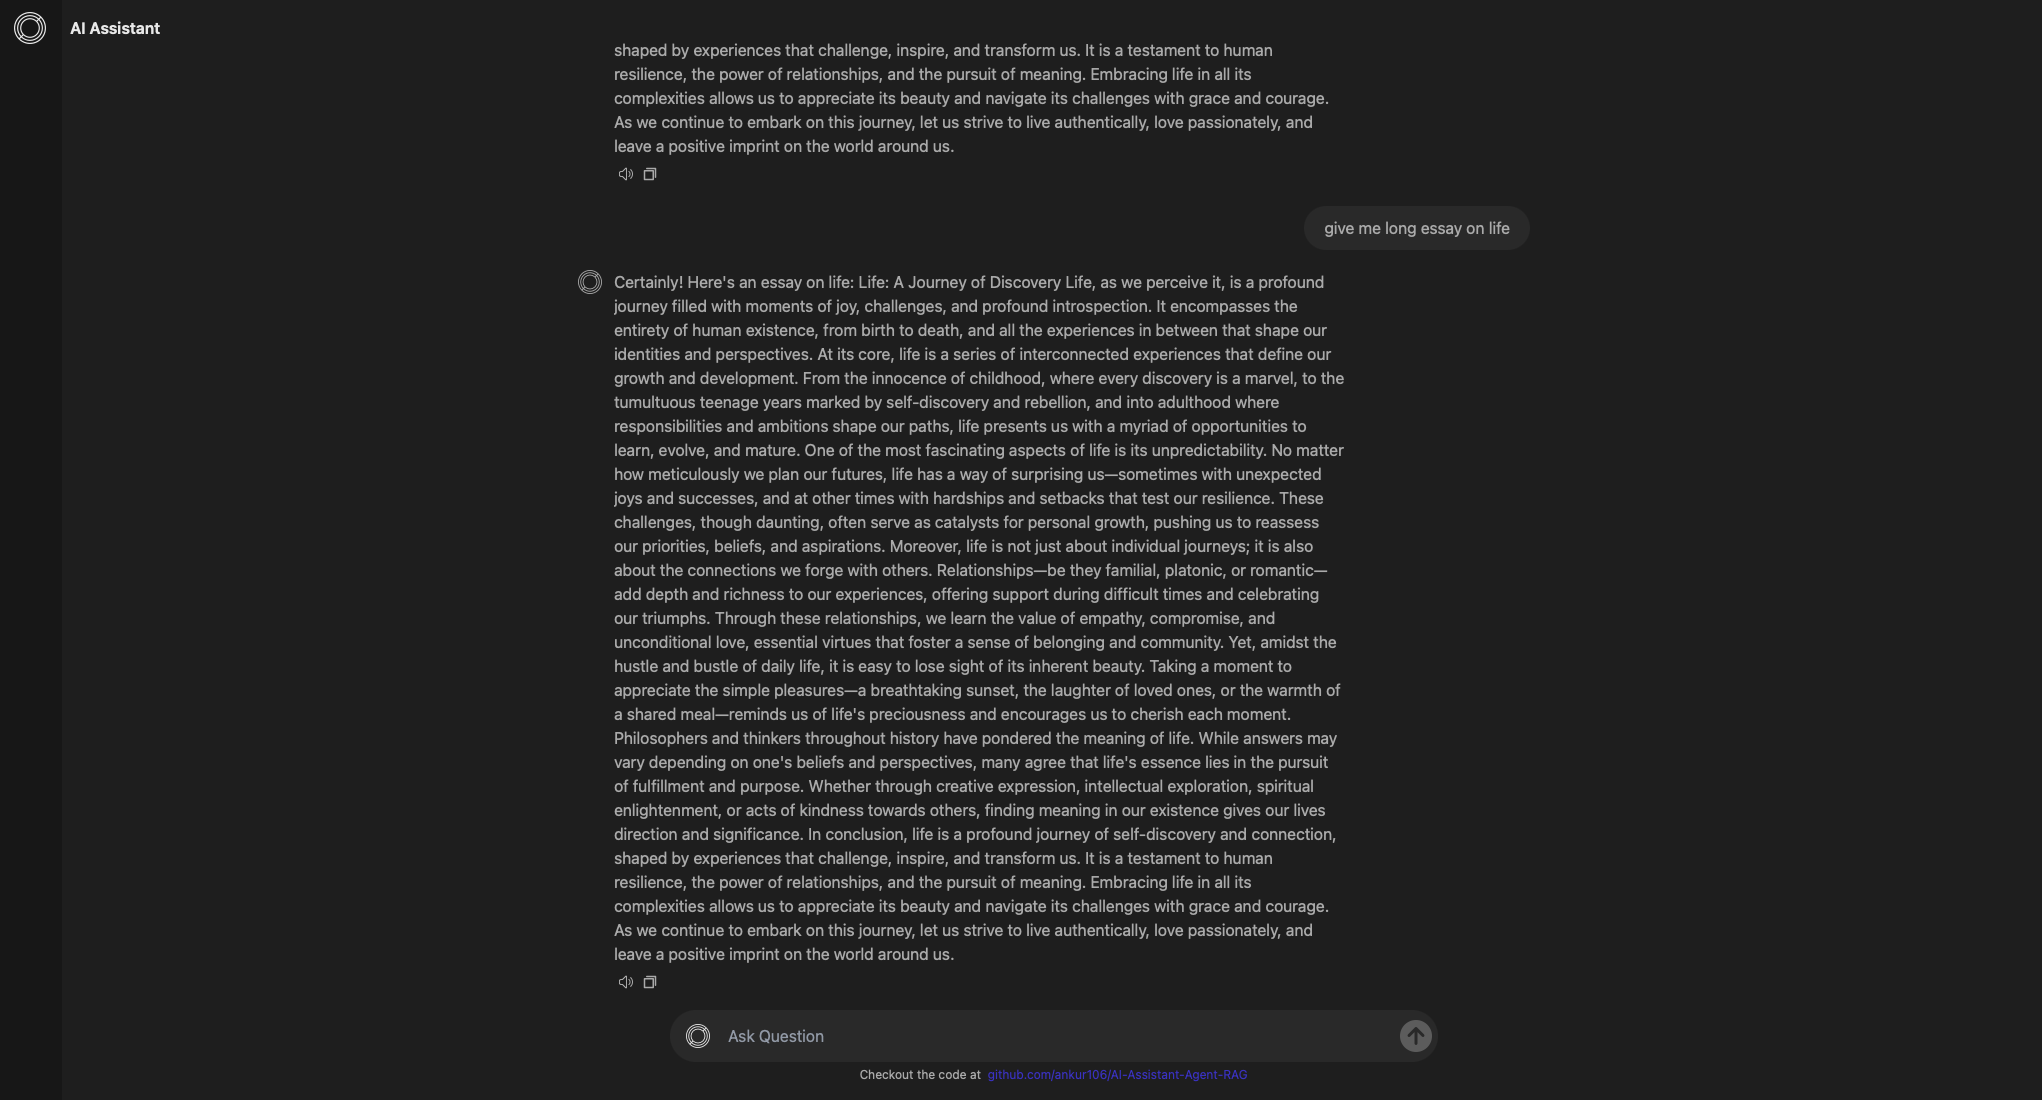 AI Assistant
shaped by experiences that challenge, inspire, and transform us. It is a testament to human
resilience, the power of relationships, and the pursuit of meaning. Embracing life in all its
complexities allows us to appreciate its beauty and navigate its challenges with grace and courage.
As we continue to embark on this journey, let us strive to live authentically, love passionately, and
leave a positive imprint on the world around us.
give me long essay on life
Certainly! Here's an essay on life: Life: A Journey of Discovery Life, as we perceive it, is a profound
journey filled with moments of joy, challenges, and profound introspection. It encompasses the
entirety of human existence, from birth to death, and all the experiences in between that shape our
identities and perspectives. At its core, life is a series of interconnected experiences that define our
growth and development. From the innocence of childhood, where every discovery is a marvel, to the
tumultuous teenage years marked by self-discovery and rebellion, and into adulthood where
responsibilities and ambitions shape our paths, life presents us with a myriad of opportunities to
learn, evolve, and mature. One of the most fascinating aspects of life is its unpredictability. No matter
how meticulously we plan our futures, life has a way of surprising us—sometimes with unexpected
joys and successes, and at other times with hardships and setbacks that test our resilience. These
challenges, though daunting, often serve as catalysts for personal growth, pushing us to reassess
our priorities, beliefs, and aspirations. Moreover, life is not just about individual journeys; it is also
about the connections we forge with others. Relationships—be they familial, platonic, or romantic—
add depth and richness to our experiences, offering support during difficult times and celebrating
our triumphs. Through these relationships, we learn the value of empathy, compromise, and
unconditional love, essential virtues that foster a sense of belonging and community. Yet, amidst the
hustle and bustle of daily life, it is easy to lose sight of its inherent beauty. Taking a moment to
appreciate the simple pleasures—a breathtaking sunset, the laughter of loved ones, or the warmth of
a shared meal—reminds us of life's preciousness and encourages us to cherish each moment.
Philosophers and thinkers throughout history have pondered the meaning of life. While answers may
vary depending on one's beliefs and perspectives, many agree that life's essence lies in the pursuit
of fulfillment and purpose. Whether through creative expression, intellectual exploration, spiritual
enlightenment, or acts of kindness towards others, finding meaning in our existence gives our lives
direction and significance. In conclusion, life is a profound journey of self-discovery and connection,
shaped by experiences that challenge, inspire, and transform us. It is a testament to human
resilience, the power of relationships, and the pursuit of meaning. Embracing life in all its
complexities allows us to appreciate its beauty and navigate its challenges with grace and courage.
As we continue to embark on this journey, let us strive to live authentically, love passionately, and
leave a positive imprint on the world around us.
Ask Question
Checkout the code at github.com/ankur106/AI-Assistant-Agent-RAG